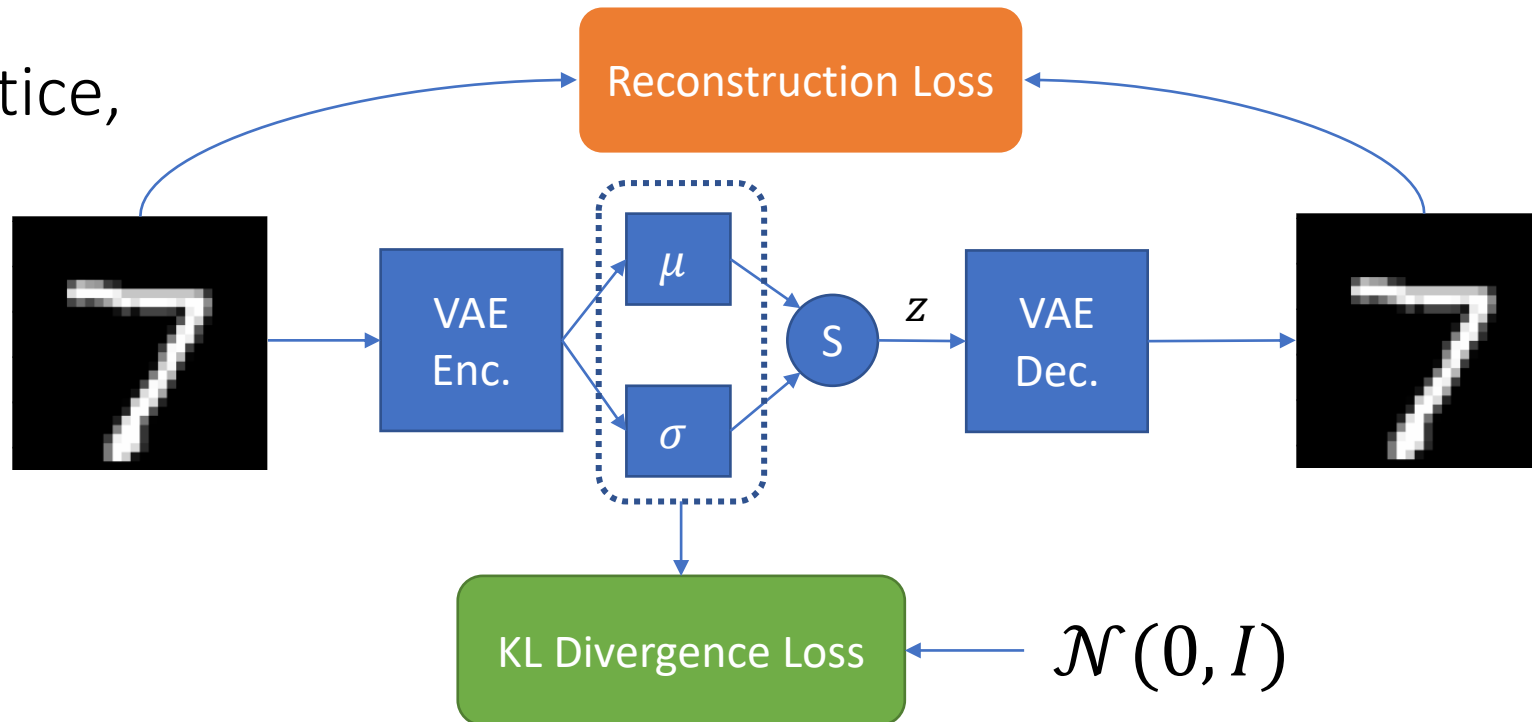 tice,
Reconstruction Loss
VAE
Enc.
μ
σ
S
z
VAE
Dec.
KL Divergence Loss
𝒩(0, I)